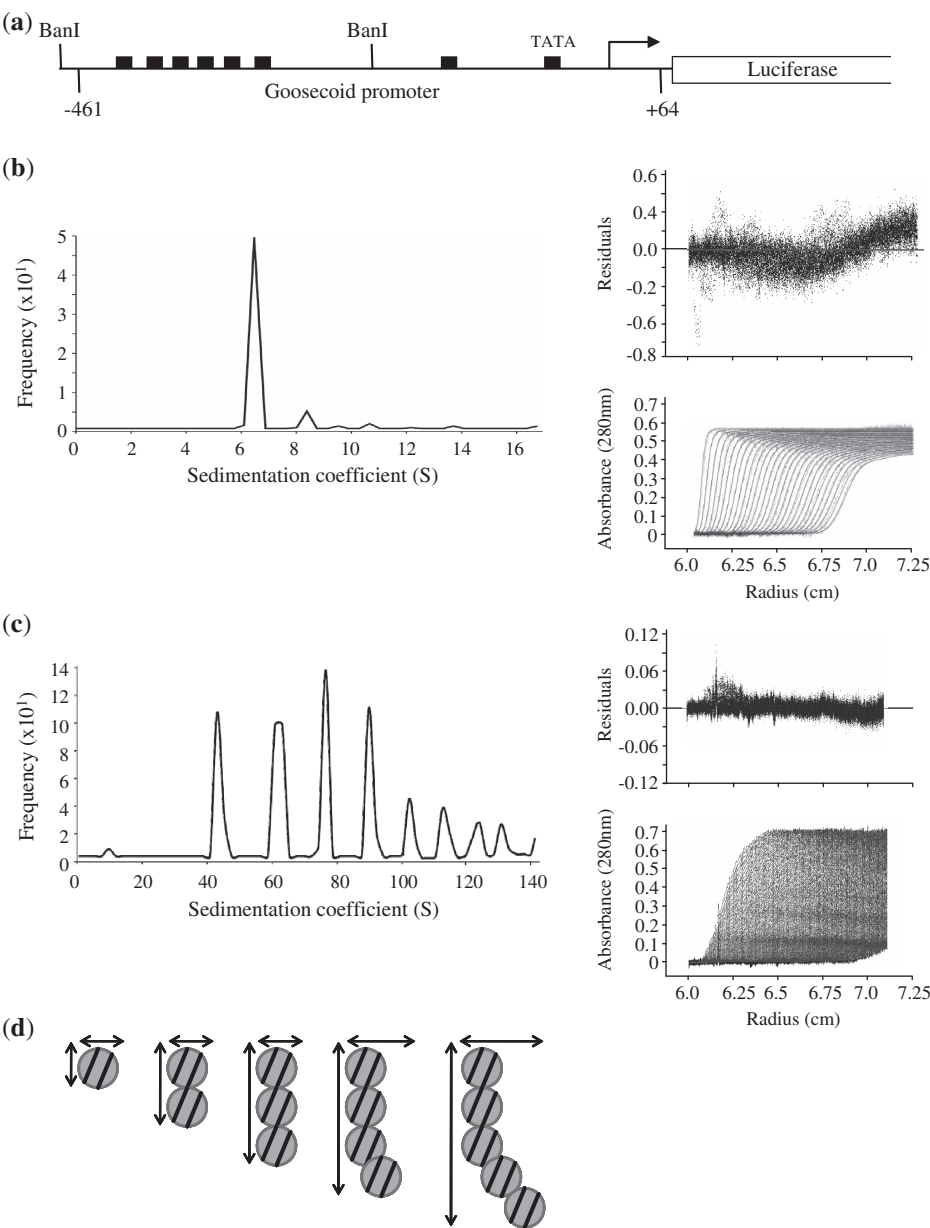 (a)
BanI
BanI
TATA
Goosecoid promoter
Luciferase
-461
+64
(b)
Frequency (x10¹)
5
4
3
2
1
0
0 2 4 6 8 10 12 14 16
Sedimentation coefficient (S)
Residuals
0.6
0.4
0.0
-0.2
-0.6
-0.8
Absorbance (280nm)
0.7
0.6
0.5
0.4
0.3
0.2
0.1
0
6.0 6.25 6.5 6.75 7.0 7.25
Radius (cm)
(c)
Frequency (x10¹)
14
12
10
8
6
4
2
0
0 20 40 60 80 100 120 140
Sedimentation coefficient (S)
Residuals
0.12
0.06
0.00
-0.06
-0.12
Absorbance (280nm)
0.7
0.6
0.5
0.4
0.3
0.2
0.1
0
6.0 6.25 6.5 6.75 7.0 7.25
Radius (cm)
(d)